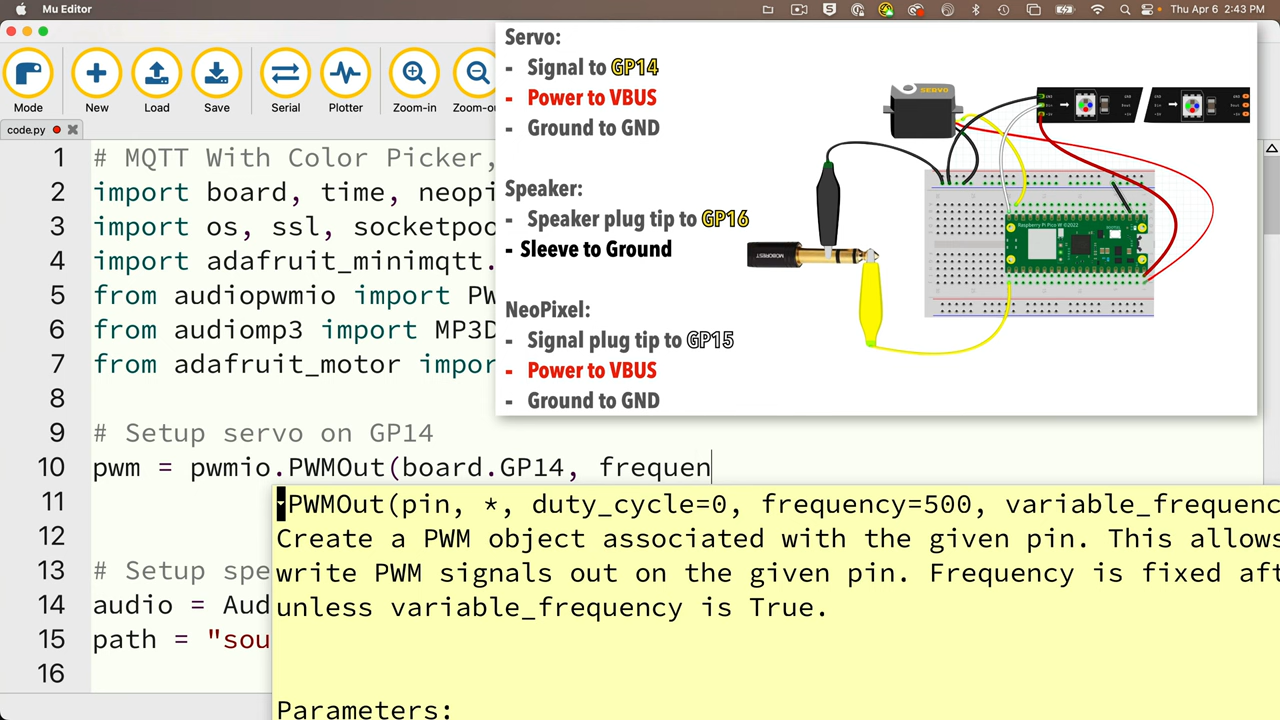 Mu Editor
Thu Apr 6 2:43 PM
Mode
New
Load
Save
Serial
Plotter
Zoom-in
Zoom-ou
code.py
1 # MQTT With Color Picker,
2 import board, time, neopi
3 import os, ssl, socketpoo
4 import adafruit_minimqtt.
5 from audiopwmio import PW
6 from audiomp3 import MP3D
7 from adafruit_motor impor
8
9 # Setup servo on GP14
10 pwm = pwmio.PWMOut(board.GP14, frequen
11
12
13 # Setup spe
14 audio = Aud
15 path = "sou
16
PWMOut(pin, *, duty_cycle=0, frequency=500, variable_frequenc
Create a PWM object associated with the given pin. This allows
write PWM signals out on the given pin. Frequency is fixed aft
unless variable_frequency is True.
Parameters:
Servo:
- Signal to GP14
- Power to VBUS
- Ground to GND
Speaker:
- Speaker plug tip to GP16
- Sleeve to Ground
NeoPixel:
- Signal plug tip to GP15
- Power to VBUS
- Ground to GND
SERVO
Raspberry Pi Pico W ©2022